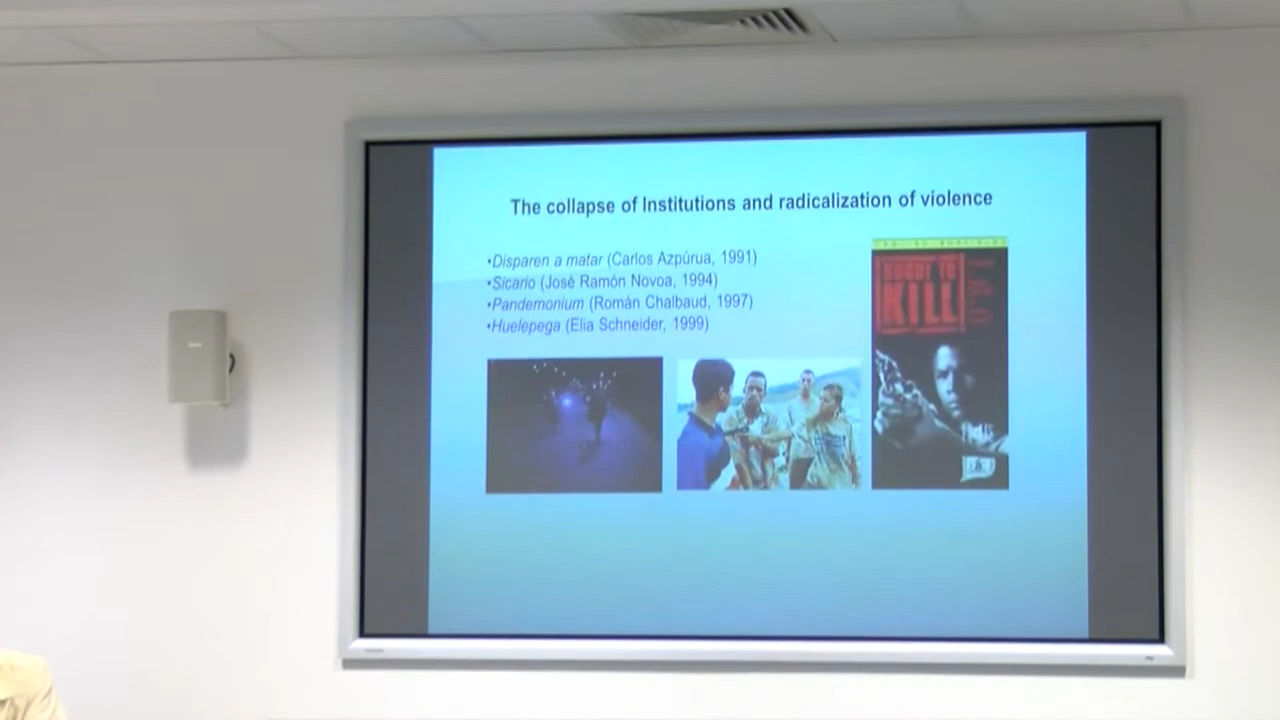 The collapse of Institutions and radicalization of violence
•Disparen a matar (Carlos Azpúrua, 1991)
•Sicario (José Ramón Novoa, 1994)
•Pandemonium (Román Chalbaud, 1997)
•Huelepega (Elia Schneider, 1999)
SHOOT TO
KILL